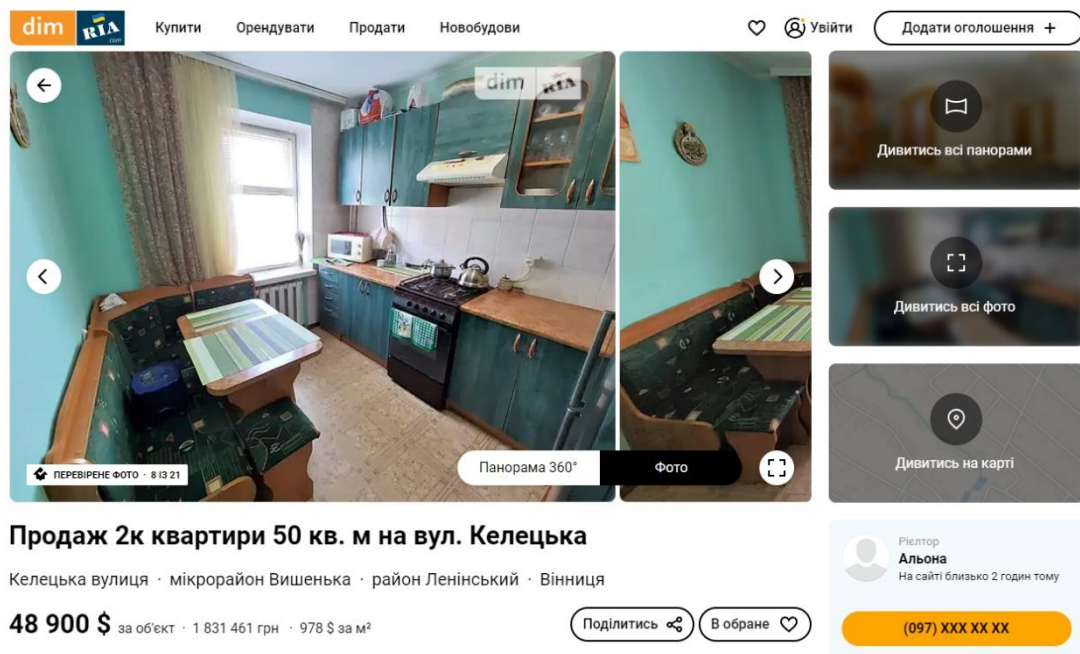 dim RIA .com
Купити Орендувати Продати Новобудови Увійти Додати оголошення +
dim RIA
Дивитись всі панорами
Дивитись всі фото
Дивитись на карті
ПЕРЕВІРЕНЕ ФОТО · 8 ІЗ 21
Панорама 360° Фото
Продаж 2к квартири 50 кв. м на вул. Келецька
Келецька вулиця · мікрорайон Вишенька · район Ленінський · Вінниця
48 900 $ за об'єкт · 1 831 461 грн · 978 $ за м²
Поділитись В обране
Рієлтор
Альона
На сайті близько 2 годин тому
(097) XXX XX XX